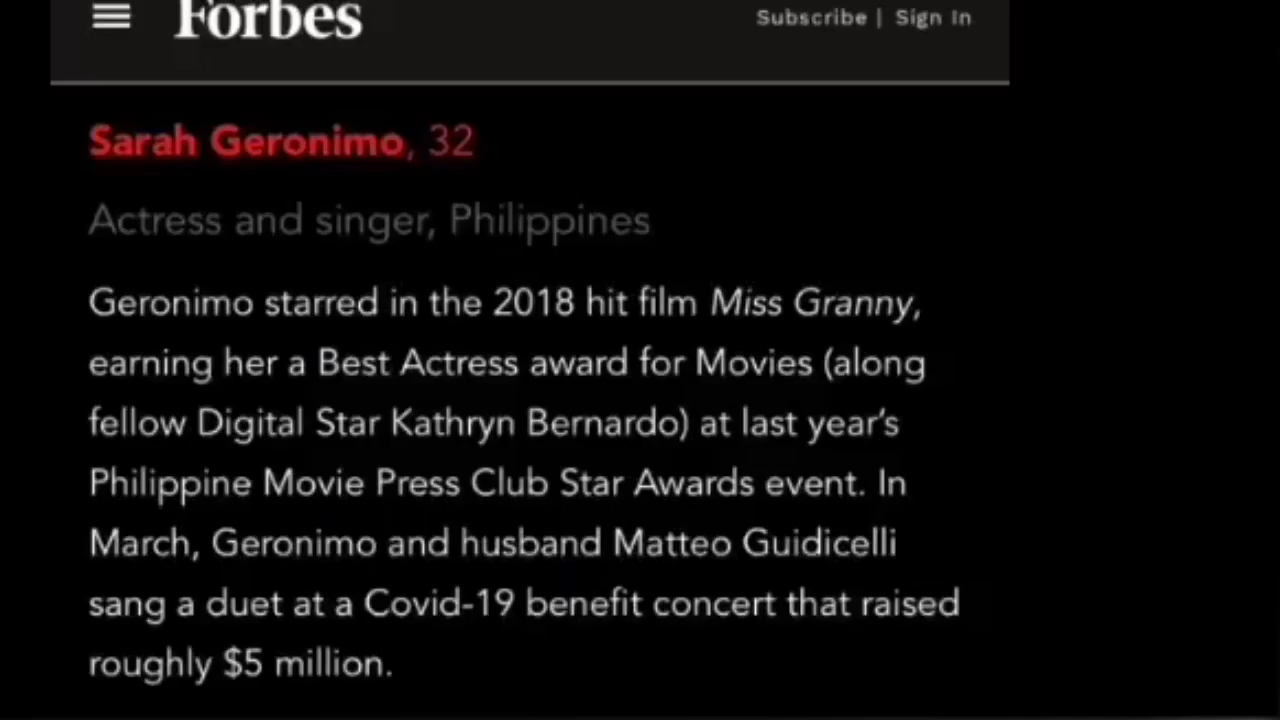 Forbes
Subscribe | Sign In
Sarah Geronimo, 32
Actress and singer, Philippines
Geronimo starred in the 2018 hit film Miss Granny,
earning her a Best Actress award for Movies (along
fellow Digital Star Kathryn Bernardo) at last year’s
Philippine Movie Press Club Star Awards event. In
March, Geronimo and husband Matteo Guidicelli
sang a duet at a Covid-19 benefit concert that raised
roughly $5 million.